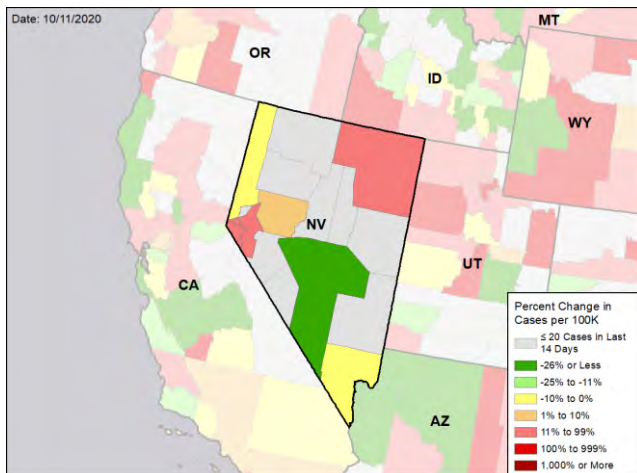 Date: 10/11/2020
MT
OR
ID
WY
NV
UT
CA
AZ
Percent Change in
Cases per 100K
≤ 20 Cases in Last
14 Days
-26% or Less
-25% to -11%
-10% to 0%
1% to 10%
11% to 99%
100% to 999%
1,000% or More